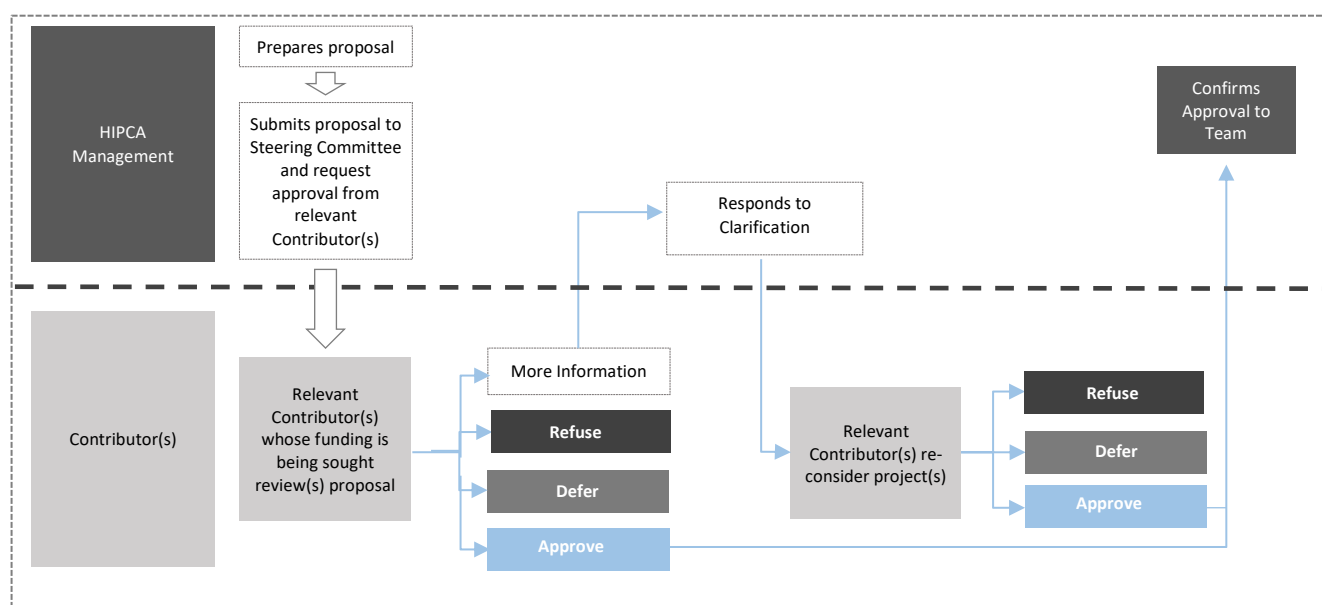 HIPCA
Management
Prepares proposal
Submits proposal to
Steering Committee
and request
approval from
relevant
Contributor(s)
Responds to
Clarification
Confirms
Approval to
Team
Contributor(s)
Relevant
Contributor(s)
whose funding is
being sought
review(s) proposal
More Information
Refuse
Defer
Approve
Relevant
Contributor(s) re-
consider project(s)
Refuse
Defer
Approve